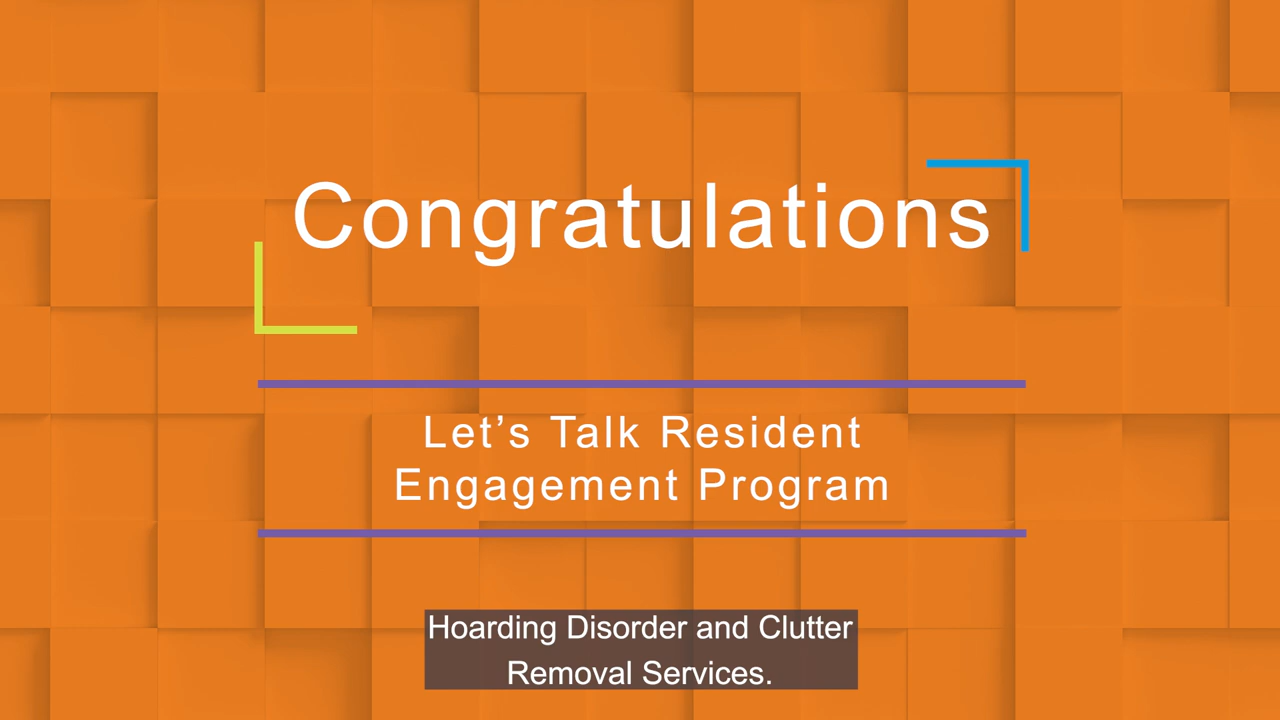 Congratulations
Let’s Talk Resident
Engagement Program
Hoarding Disorder and Clutter
Removal Services.